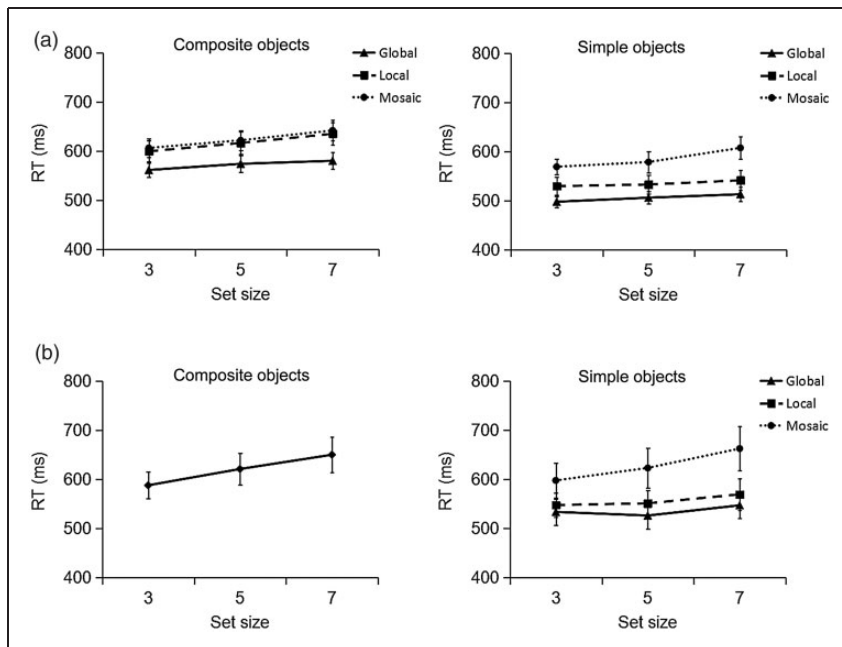 (a)
Composite objects
Global
Local
Mosaic
RT (ms)
800
700
600
500
400
3 5 7
Set size
Simple objects
Global
Local
Mosaic
RT (ms)
800
700
600
500
400
3 5 7
Set size
(b)
Composite objects
RT (ms)
800
700
600
500
400
3 5 7
Set size
Simple objects
Global
Local
Mosaic
RT (ms)
800
700
600
500
400
3 5 7
Set size